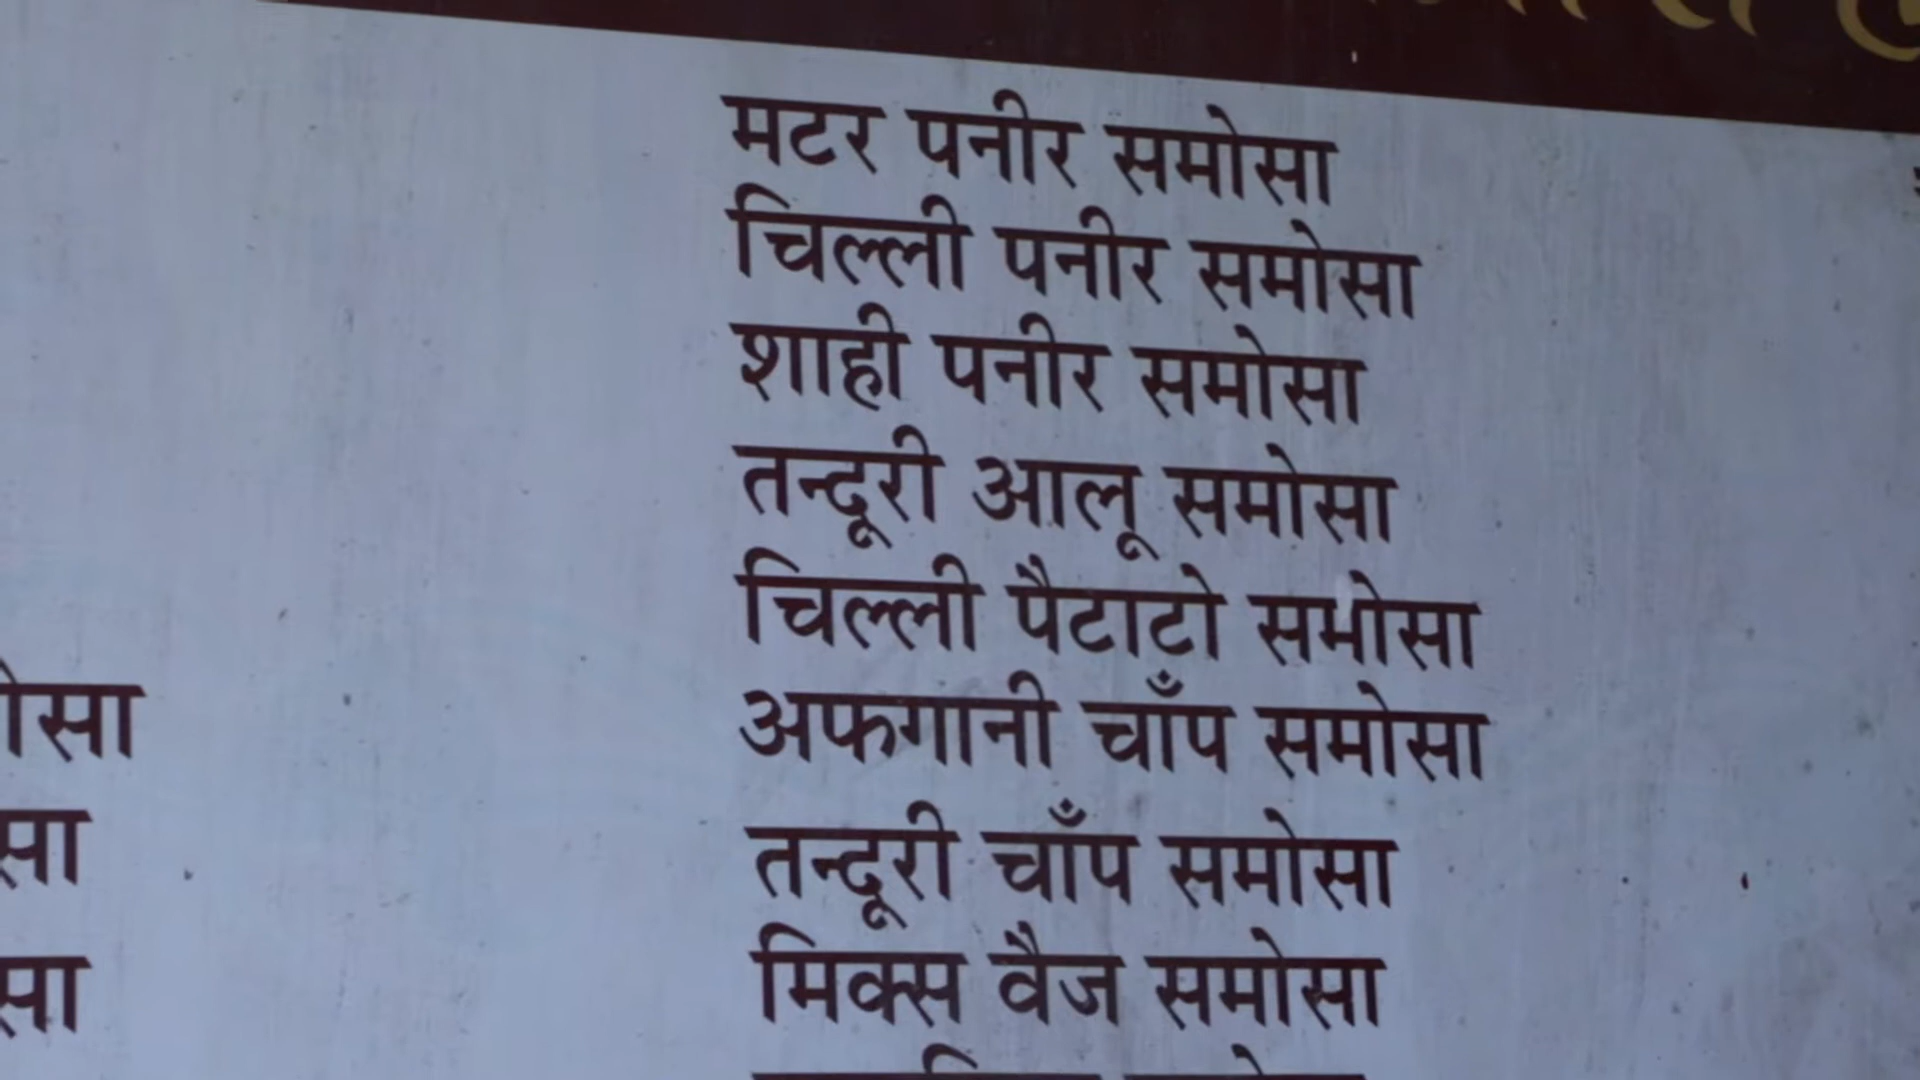 मटर पनीर समोसा
चिल्ली पनीर समोसा
शाही पनीर समोसा
तन्दूरी आलू समोसा
चिल्ली पैटाटो समोसा
अफगानी चाँप समोसा
तन्दूरी चाँप समोसा
मिक्स वैज समोसा